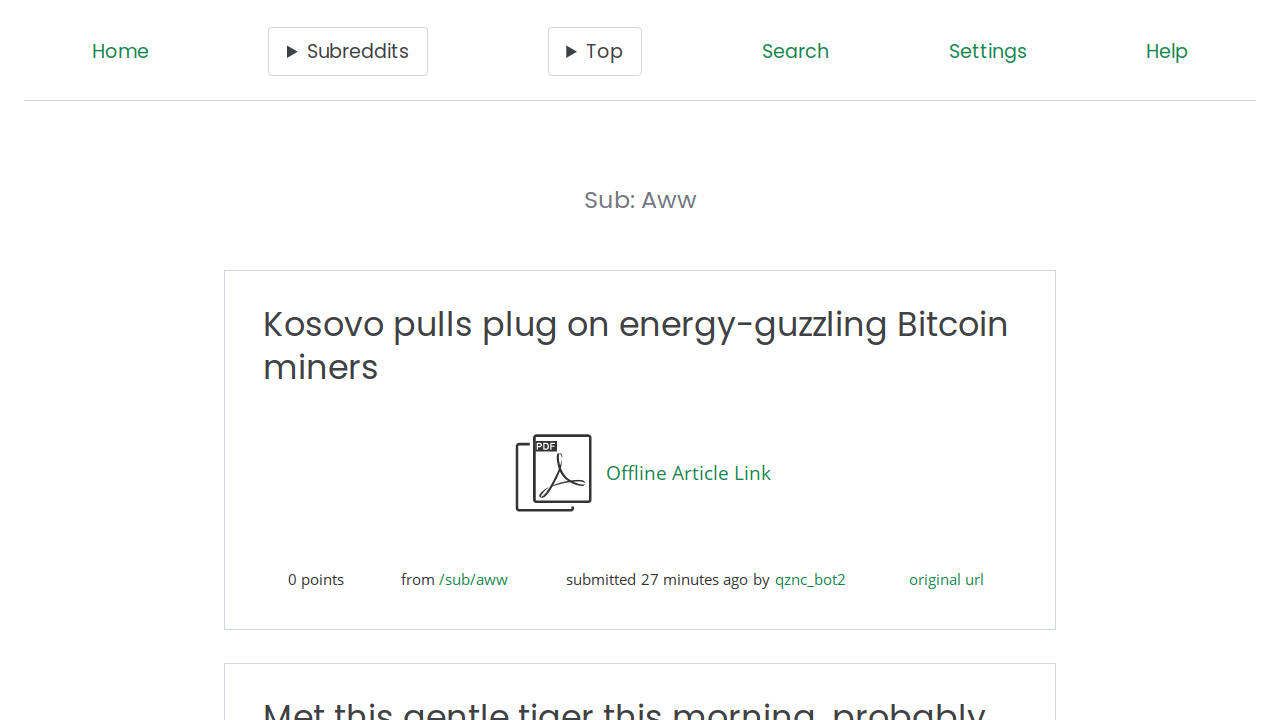 Home ▶ Subreddits ▶ Top Search Settings Help
Sub: Aww
Kosovo pulls plug on energy-guzzling Bitcoin
miners
PDF
Offline Article Link
0 points from /sub/aww submitted 27 minutes ago by qznc_bot2 original url
Met this gentle tiger this morning, probably